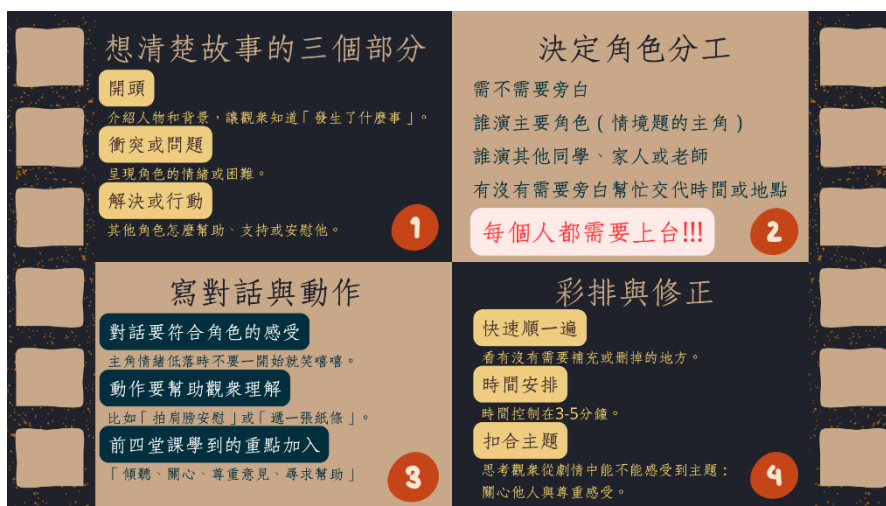 想清楚故事的三個部分
開頭
介紹人物和背景，讓觀眾知道「發生了什麼事」。
衝突或問題
呈現角色的情緒或困難。
解決或行動
其他角色怎麼幫助、支持或安慰他。
1
決定角色分工
需不需要旁白
誰演主要角色（情境題的主角）
誰演其他同學、家人或老師
有沒有需要旁白幫忙交代時間或地點
每個人都需要上台!!!
2
寫對話與動作
對話要符合角色的感受
主角情緒低落時不要一開始就笑嘻嘻。
動作要幫助觀眾理解
比如「拍肩膀安慰」或「遞一張紙條」。
前四堂課學到的重點加入
「傾聽、關心、尊重意見、尋求幫助」
3
彩排與修正
快速順一遍
看有沒有需要補充或刪掉的地方。
時間安排
時間控制在3-5分鐘。
扣合主題
思考觀眾從劇情中能不能感受到主題：
關心他人與尊重感受。
4